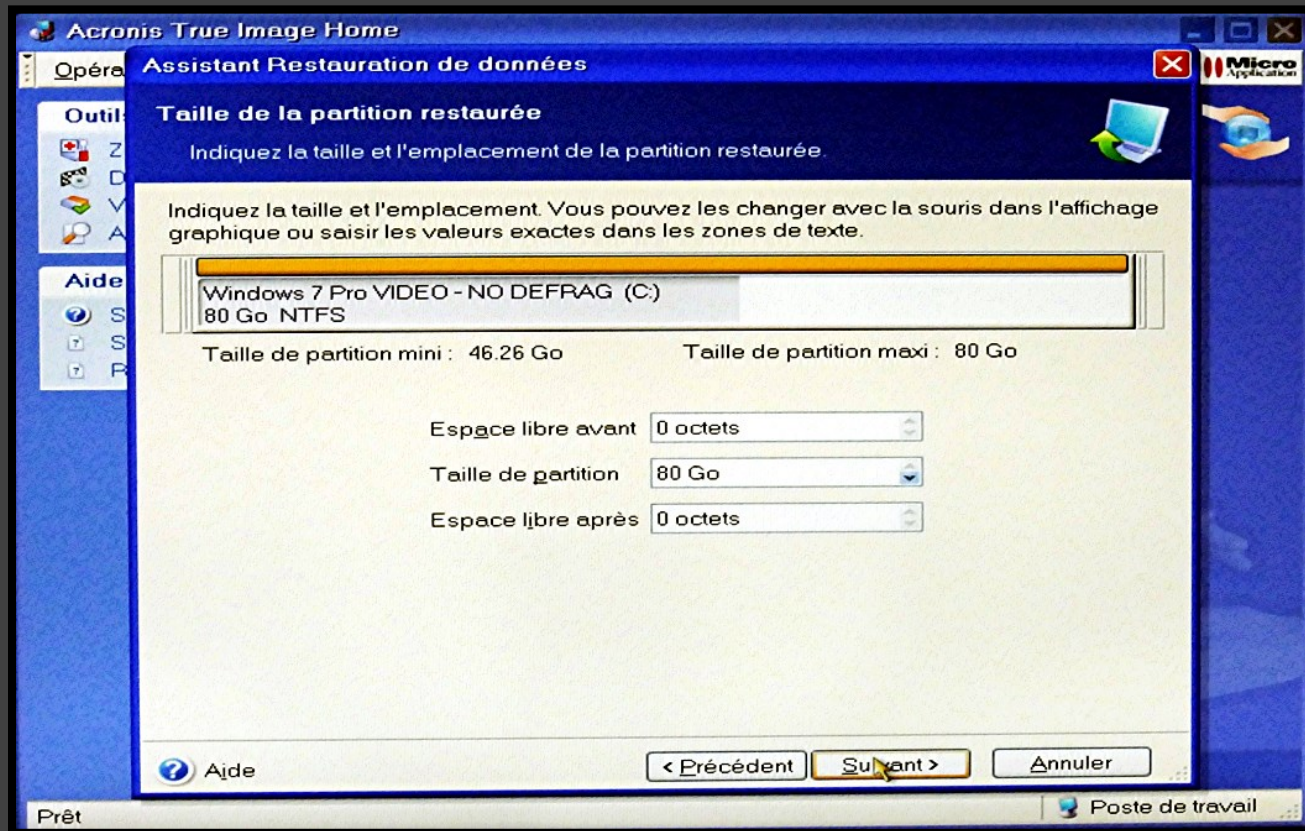 Acronis True Image Home
Opéra
Micro
Application
Assistant Restauration de données
Taille de la partition restaurée
Indiquez la taille et l'emplacement de la partition restaurée.
Outil
Z
D
V
A
Aide
S
S
Indiquez la taille et l'emplacement. Vous pouvez les changer avec la souris dans l'affichage
graphique ou saisir les valeurs exactes dans les zones de texte.
Windows 7 Pro VIDEO - NO DEFRAG (C:)
80 Go NTFS
Taille de partition mini : 46.26 Go
Taille de partition maxi : 80 Go
Espace libre avant 0 octets
Taille de partition 80 Go
Espace libre après 0 octets
Aide
< Précédent
Suivant >
Annuler
Prêt
Poste de travail